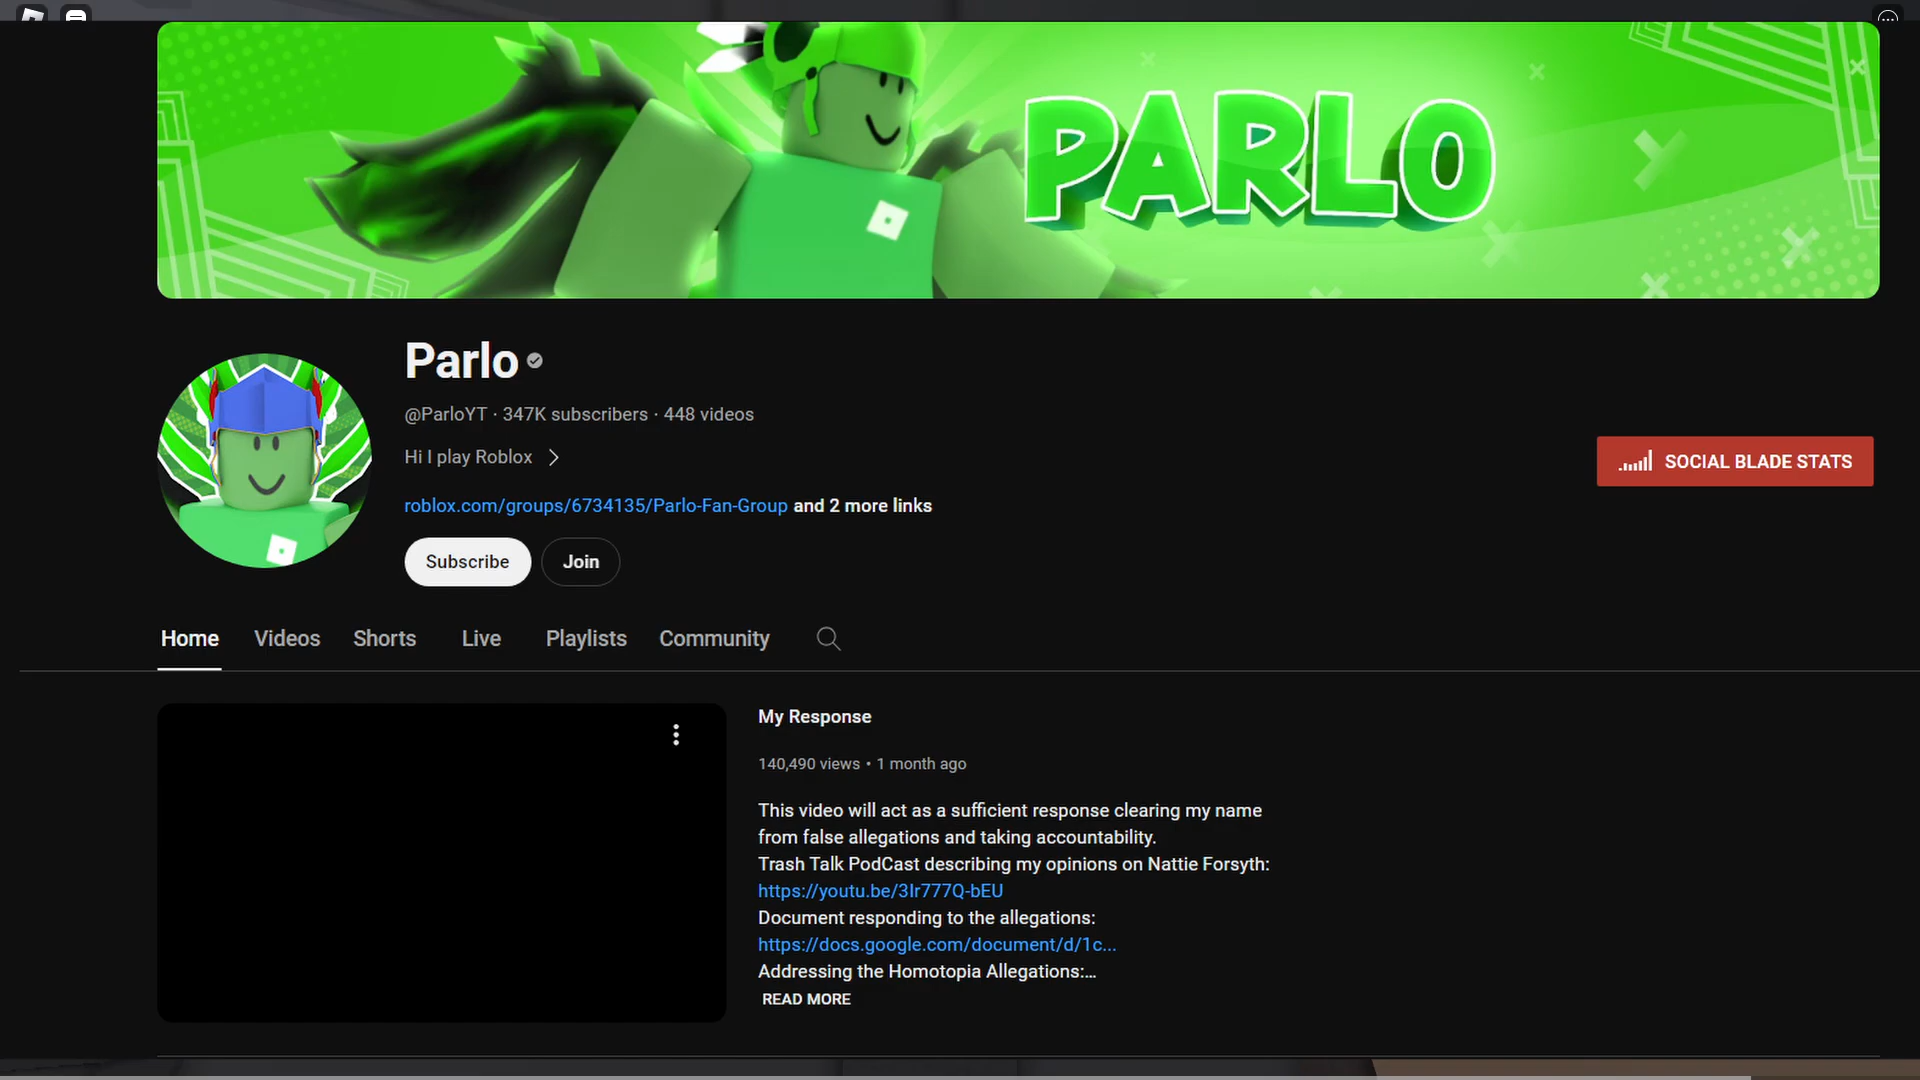 PARLO
Parlo
@ParloYT · 347K subscribers · 448 videos
Hi I play Roblox
roblox.com/groups/6734135/Parlo-Fan-Group and 2 more links
SOCIAL BLADE STATS
Subscribe
Join
Home
Videos
Shorts
Live
Playlists
Community
My Response
140,490 views • 1 month ago
This video will act as a sufficient response clearing my name
from false allegations and taking accountability.
Trash Talk PodCast describing my opinions on Nattie Forsyth:
https://youtu.be/3Ir777Q-bEU
Document responding to the allegations:
https://docs.google.com/document/d/1c...
Addressing the Homotopia Allegations:...
READ MORE